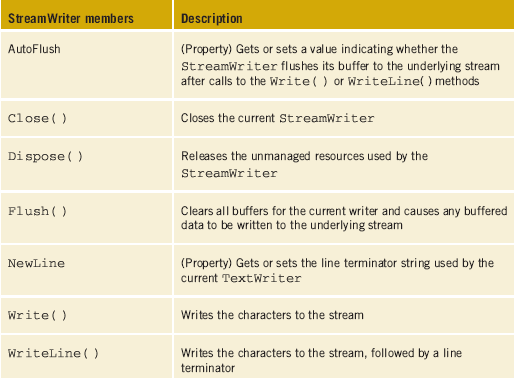 StreamWriter members Description
AutoFlush (Property) Gets or sets a value indicating whether the
StreamWriter flushes its buffer to the underlying stream
after calls to the Write( ) or WriteLine( ) methods
Close( ) Closes the current StreamWriter
Dispose( ) Releases the unmanaged resources used by the
StreamWriter
Flush( ) Clears all buffers for the current writer and causes any buffered
data to be written to the underlying stream
NewLine (Property) Gets or sets the line terminator string used by the
current TextWriter
Write( ) Writes the characters to the stream
WriteLine( ) Writes the characters to the stream, followed by a line
terminator